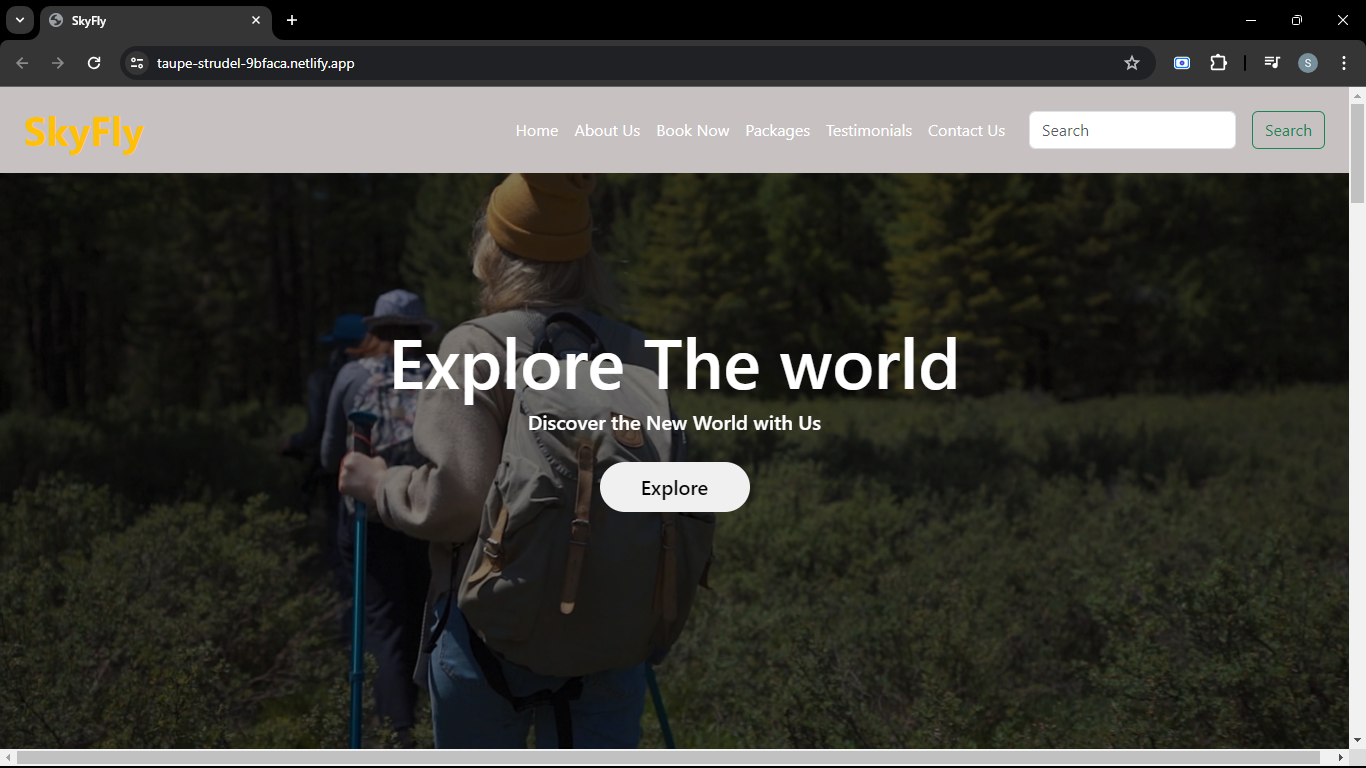 SkyFly
taupe-strudel-9bfaca.netlify.app
S
SkyFly
Home About Us Book Now Packages Testimonials Contact Us Search Search
Explore The world
Discover the New World with Us
Explore